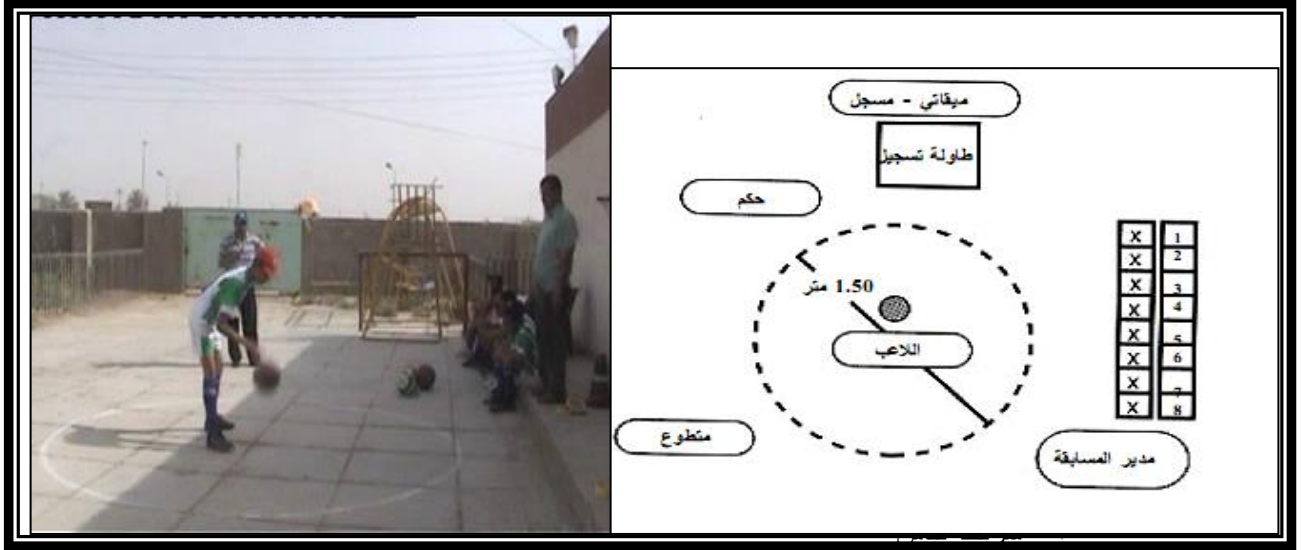 ميقاتي - مسجل
طاولة تسجيل
حكم
1.50 متر
اللاعب
متطوع
مدير المسابقة
X 1
X 2
X 3
X 4
X 5
X 6
X 7
X 8